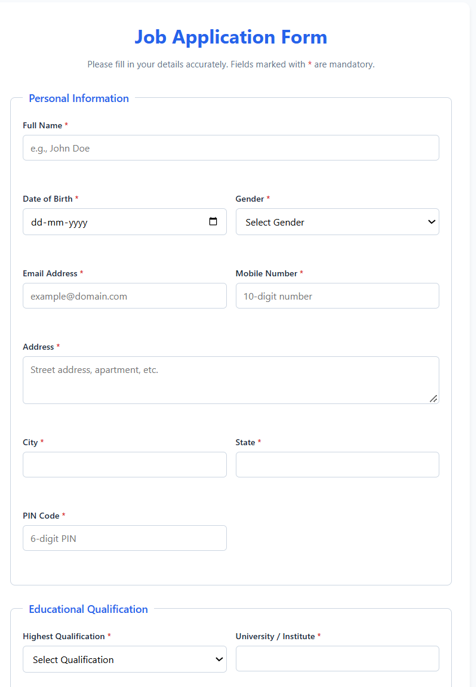 Job Application Form
Please fill in your details accurately. Fields marked with * are mandatory.
Personal Information
Full Name *
e.g., John Doe
Date of Birth * Gender *
dd-mm-yyyy Select Gender
Email Address * Mobile Number *
example@domain.com 10-digit number
Address *
Street address, apartment, etc.
City * State *
PIN Code *
6-digit PIN
Educational Qualification
Highest Qualification * University / Institute *
Select Qualification